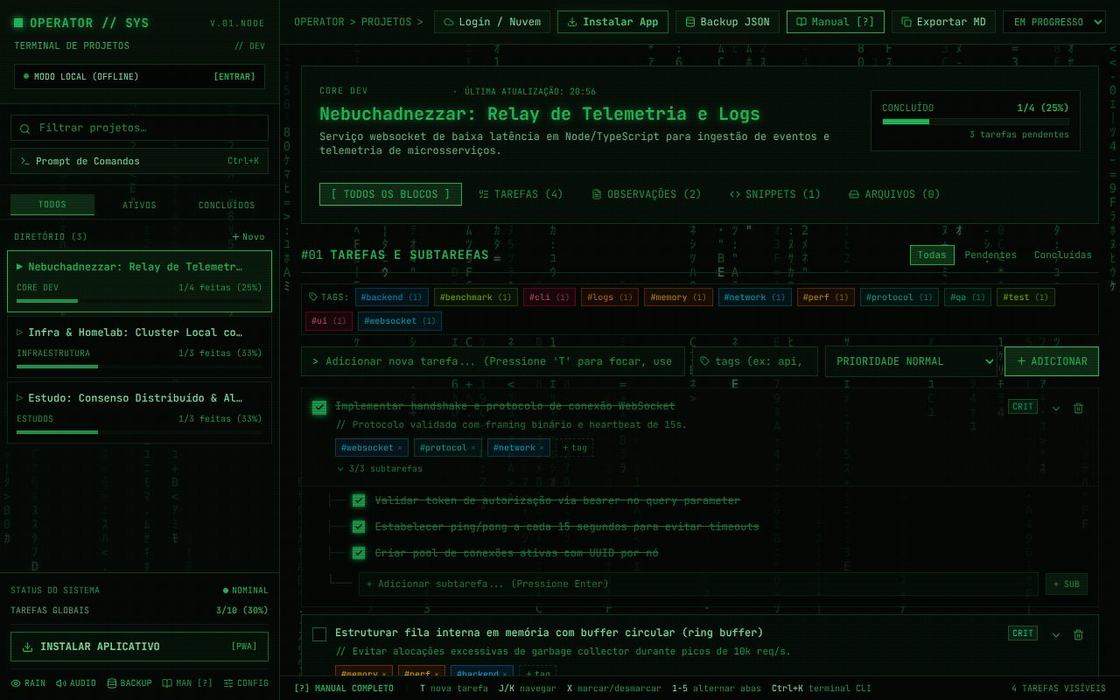 OPERATOR // SYS
V.01.NODE
TERMINAL DE PROJETOS
// DEV
MODO LOCAL (OFFLINE)
[ENTRAR]
Filtrar projetos…
Prompt de Comandos
Ctrl+K
TODOS
ATIVOS
CONCLUÍDOS
DIRETÓRIO (3)
+ Novo
▶ Nebuchadnezzar: Relay de Telemetr…
CORE DEV
1/4 feitas (25%)
▷ Infra & Homelab: Cluster Local co…
INFRAESTRUTURA
1/3 feitas (33%)
▷ Estudo: Consenso Distribuído & Al…
ESTUDOS
1/3 feitas (33%)
STATUS DO SISTEMA
NOMINAL
TAREFAS GLOBAIS
3/10 (30%)
INSTALAR APLICATIVO
[PWA]
RAIN
AUDIO
BACKUP
MAN [?]
CONFIG
OPERATOR > PROJETOS >
Login / Nuvem
Instalar App
Backup JSON
Manual [?]
Exportar MD
EM PROGRESSO
CORE DEV
· ÚLTIMA ATUALIZAÇÃO: 20:56
Nebuchadnezzar: Relay de Telemetria e Logs
Serviço websocket de baixa latência em Node/TypeScript para ingestão de eventos e
telemetria de microsserviços.
CONCLUÍDO
1/4 (25%)
3 tarefas pendentes
[ TODOS OS BLOCOS ]
TAREFAS (4)
OBSERVAÇÕES (2)
SNIPPETS (1)
ARQUIVOS (0)
#01 TAREFAS E SUBTAREFAS
Todas
Pendentes
Concluídas
TAGS:
#backend (1)
#benchmark (1)
#cli (1)
#logs (1)
#memory (1)
#network (1)
#perf (1)
#protocol (1)
#qa (1)
#test (1)
#ui (1)
#websocket (1)
> Adicionar nova tarefa... (Pressione 'T' para focar, use
tags (ex: api,
PRIORIDADE NORMAL
+ ADICIONAR
Implementar handshake e protocolo de conexão WebSocket
CRIT
// Protocolo validado com framing binário e heartbeat de 15s.
#websocket ×
#protocol ×
#network ×
+ tag
3/3 subtarefas
Validar token de autorização via bearer no query parameter
Estabelecer ping/pong a cada 15 segundos para evitar timeouts
Criar pool de conexões ativas com UUID por nó
+ Adicionar subtarefa... (Pressione Enter)
+ SUB
Estruturar fila interna em memória com buffer circular (ring buffer)
CRIT
// Evitar alocações excessivas de garbage collector durante picos de 10k req/s.
#memory ×
#perf ×
#backend ×
+ tag
[?] MANUAL COMPLETO
T nova tarefa
J/K navegar
X marcar/desmarcar
1-5 alternar abas
Ctrl+K terminal CLI
4 TAREFAS VISÍVEIS